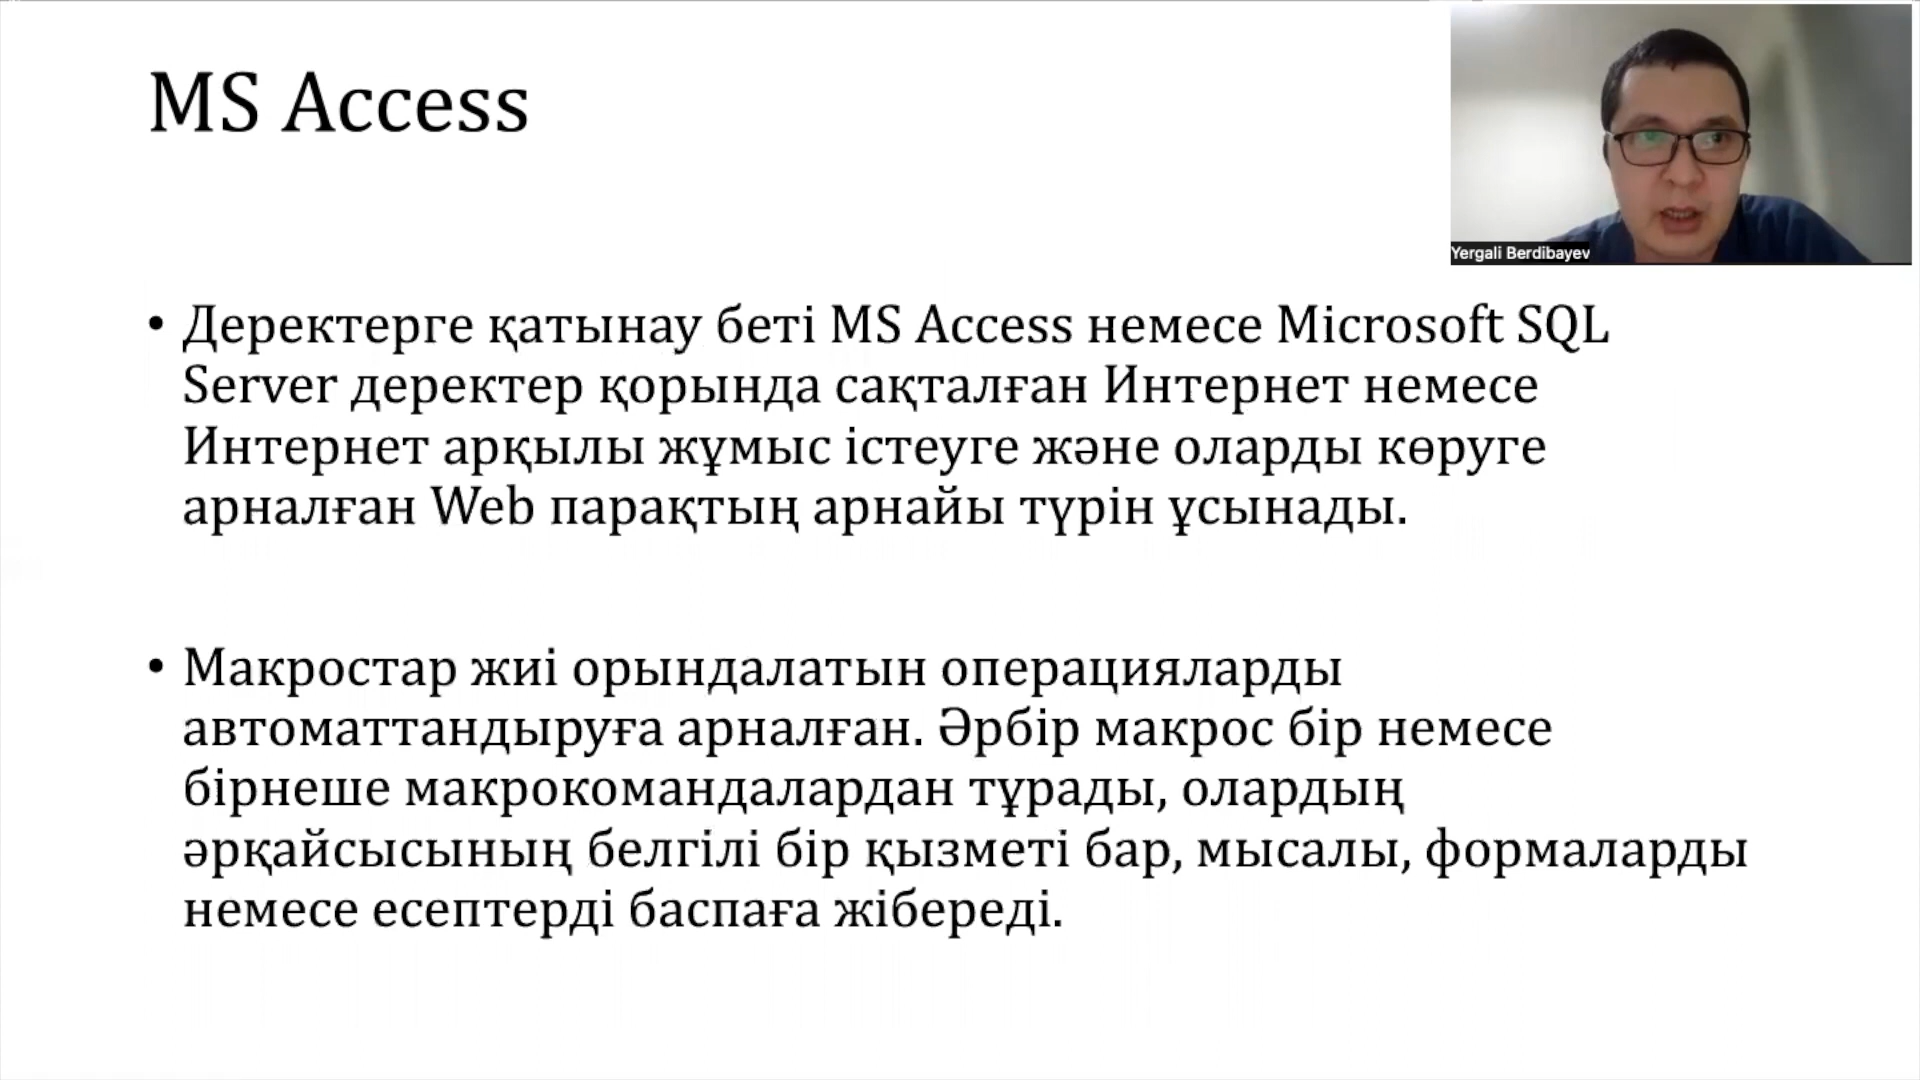 MS Access
Yergali Berdibayev
• Деректерге қатынау беті MS Access немесе Microsoft SQL
Server деректер қорында сақталған Интернет немесе
Интернет арқылы жұмыс істеуге және оларды көруге
арналған Web парақтың арнайы түрін ұсынады.
• Макростар жиі орындалатын операцияларды
автоматтандыруға арналған. Әрбір макрос бір немесе
бірнеше макрокомандалардан тұрады, олардың
әрқайсысының белгілі бір қызметі бар, мысалы, формаларды
немесе есептерді баспаға жібереді.